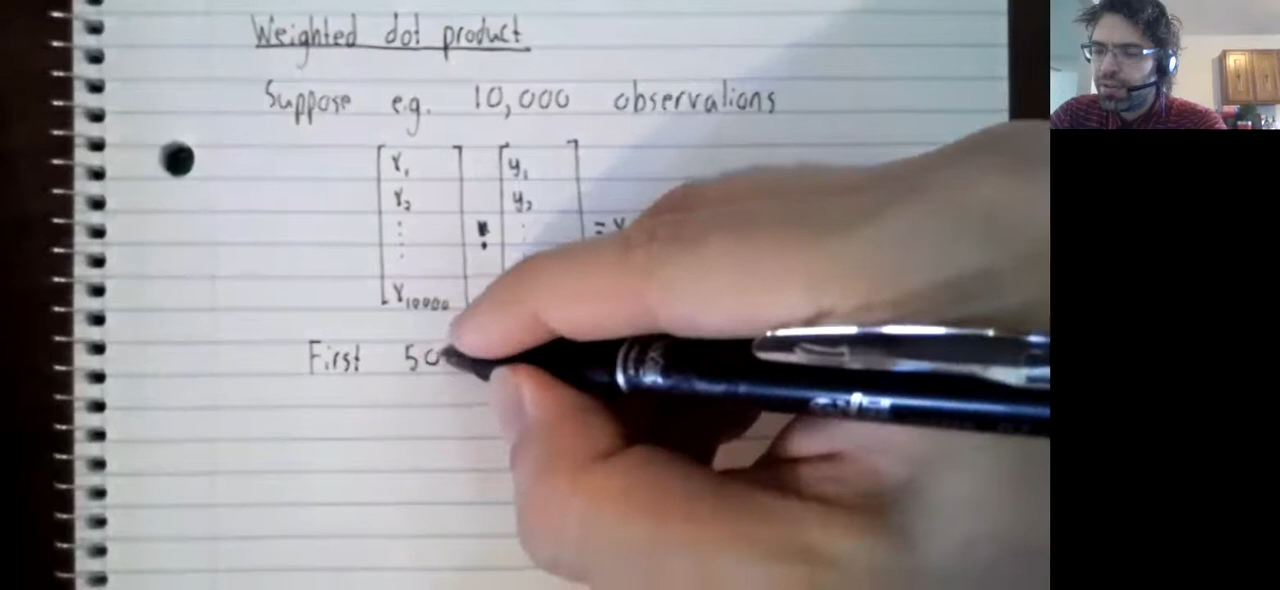 Weighted dot product
Suppose e.g. 10,000 observations
[x₁ x₂ ⋮ x₁₀₀₀₀] · [y₁ y₂ ⋮] =
First 50